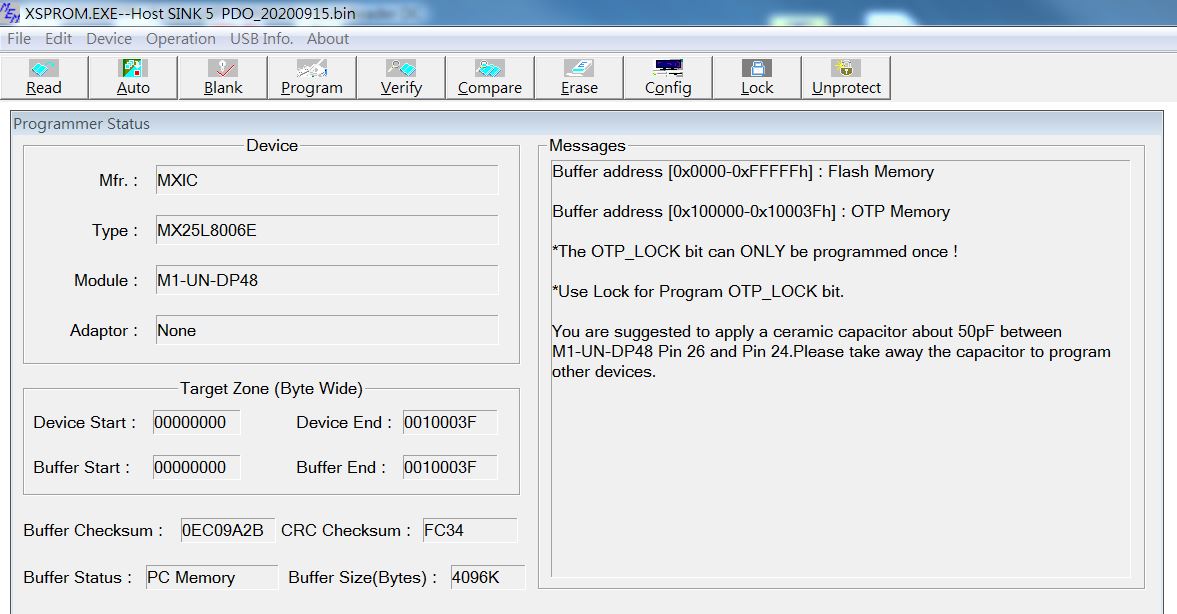 XSPROM.EXE--Host SINK 5 PDO_20200915.bin
File Edit Device Operation USB Info. About
Read Auto Blank Program Verify Compare Erase Config Lock Unprotect
Programmer Status
Device
Mfr. : MXIC
Type : MX25L8006E
Module : M1-UN-DP48
Adaptor : None
Target Zone (Byte Wide)
Device Start : 00000000 Device End : 0010003F
Buffer Start : 00000000 Buffer End : 0010003F
Buffer Checksum : 0EC09A2B CRC Checksum : FC34
Buffer Status : PC Memory Buffer Size(Bytes) : 4096K
Messages
Buffer address [0x0000-0xFFFFFh] : Flash Memory
Buffer address [0x100000-0x10003Fh] : OTP Memory
*The OTP_LOCK bit can ONLY be programmed once !
*Use Lock for Program OTP_LOCK bit.
You are suggested to apply a ceramic capacitor about 50pF between
M1-UN-DP48 Pin 26 and Pin 24.Please take away the capacitor to program
other devices.